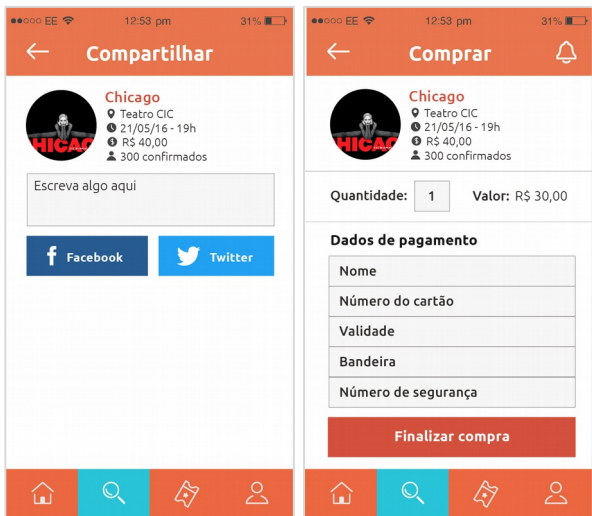 EE 12:53 pm 31%
Compartilhar
HICAG
Chicago
Teatro CIC
21/05/16 - 19h
R$ 40,00
300 confirmados
Escreva algo aqui
Facebook
Twitter
EE 12:53 pm 31%
Comprar
HICAG
Chicago
Teatro CIC
21/05/16 - 19h
R$ 40,00
300 confirmados
Quantidade: 1 Valor: R$ 30,00
Dados de pagamento
Nome
Número do cartão
Validade
Bandeira
Número de segurança
Finalizar compra